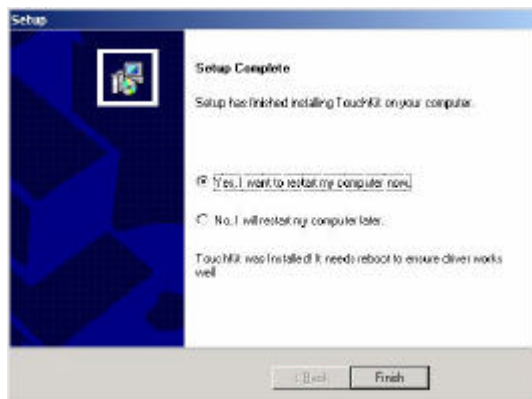 Setup
Setup Complete
Setup has finished installing TouchKit on your computer.
Yes, I want to restart my computer now.
No, I will restart my computer later.
TouchKit was Installed! It needs reboot to ensure driver works
well
< Back
Finish